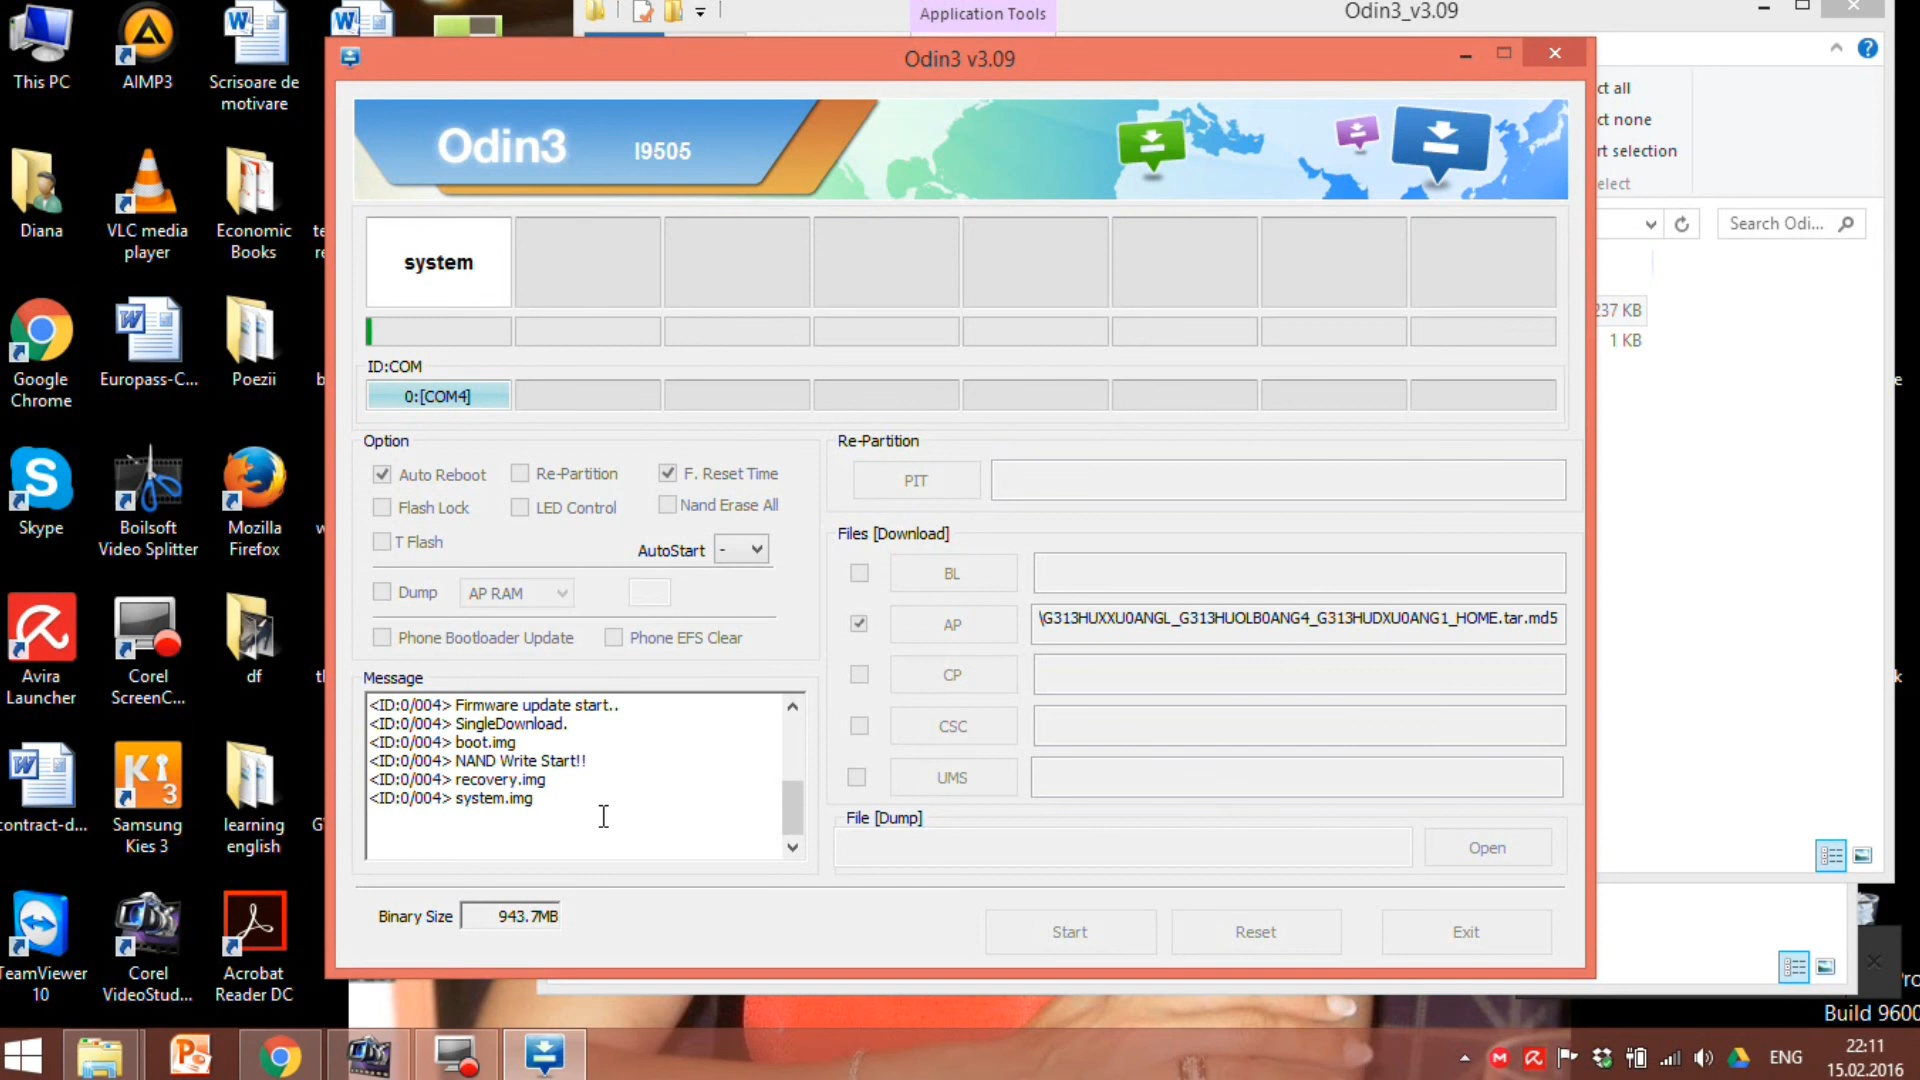 Application Tools
Odin3_v3.09
Odin3 v3.09
This PC
AIMP3
Scrisoare de
motivare
ct all
ct none
rt selection
elect
Odin3
I9505
Diana
VLC media
player
Economic
Books
system
Search Odi...
237 KB
1 KB
ID:COM
0:[COM4]
Google
Chrome
Europass-C...
Poezii
Option
Auto Reboot
Re-Partition
F. Reset Time
Flash Lock
LED Control
Nand Erase All
T Flash
AutoStart
-
Dump
AP RAM
Phone Bootloader Update
Phone EFS Clear
Re-Partition
PIT
Files [Download]
BL
AP
\G313HUXXU0ANGL_G313HUOLB0ANG4_G313HUDXU0ANG1_HOME.tar.md5
CP
CSC
UMS
Skype
Boilsoft
Video Splitter
Mozilla
Firefox
Avira
Launcher
Corel
ScreenC...
df
Message
<ID:0/004> Firmware update start..
<ID:0/004> SingleDownload.
<ID:0/004> boot.img
<ID:0/004> NAND Write Start!!
<ID:0/004> recovery.img
<ID:0/004> system.img
File [Dump]
Open
contract-d...
Samsung
Kies 3
learning
english
Binary Size
943.7MB
Start
Reset
Exit
TeamViewer
10
Corel
VideoStud...
Acrobat
Reader DC
Build 9600
ENG
22:11
15.02.2016